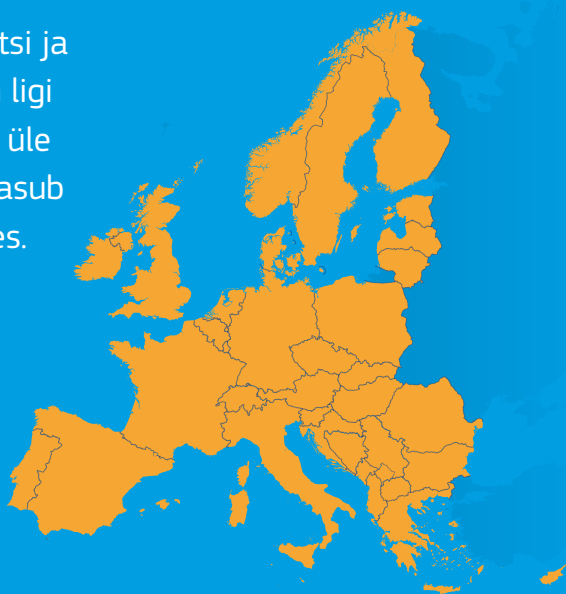 tsi ja
ligi
üle
asub
es.